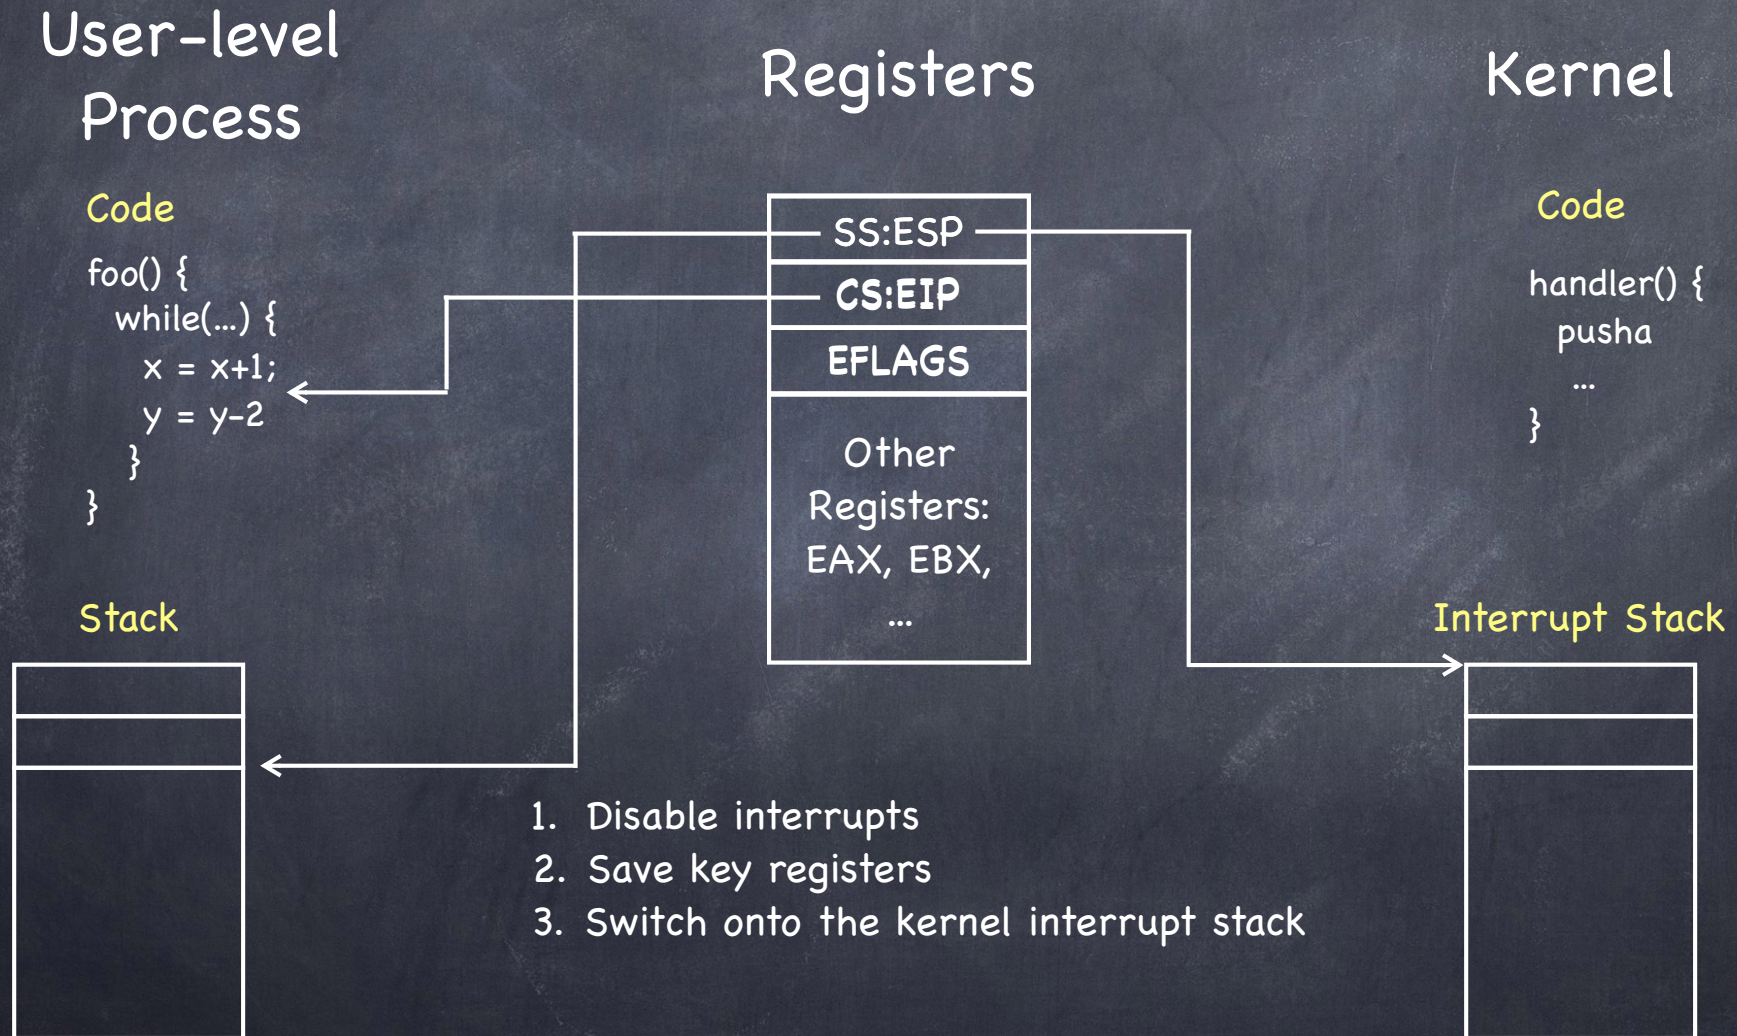 User-level
Process
Registers
Kernel
Code
foo() {
while(...) {
x = x+1;
y = y-2
}
}
Stack
SS:ESP
CS:EIP
EFLAGS
Other
Registers:
EAX, EBX,
...
Code
handler() {
pusha
...
}
Interrupt Stack
1. Disable interrupts
2. Save key registers
3. Switch onto the kernel interrupt stack